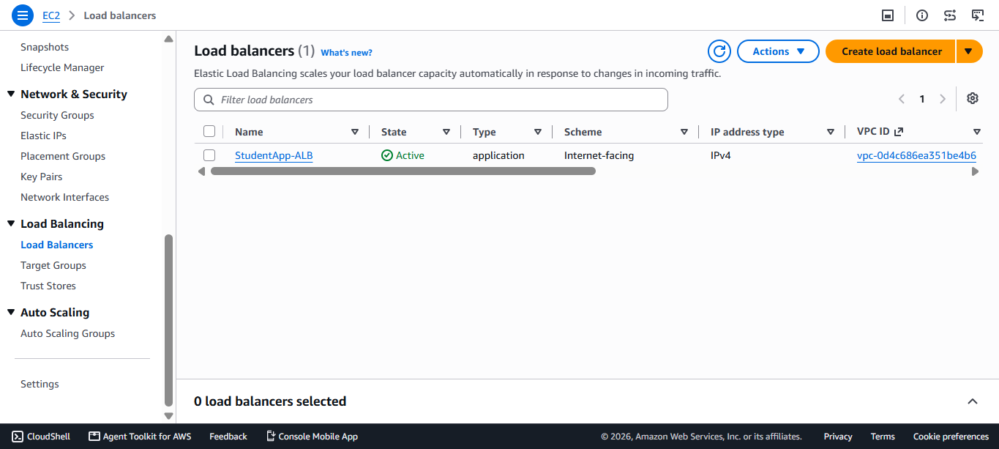 EC2 > Load balancers
Snapshots
Lifecycle Manager
Network & Security
Security Groups
Elastic IPs
Placement Groups
Key Pairs
Network Interfaces
Load Balancing
Load Balancers
Target Groups
Trust Stores
Auto Scaling
Auto Scaling Groups
Settings
Load balancers (1) What's new?
Actions
Create load balancer
Elastic Load Balancing scales your load balancer capacity automatically in response to changes in incoming traffic.
Filter load balancers
1
Name State Type Scheme IP address type VPC ID
StudentApp-ALB Active application Internet-facing IPv4 vpc-0d4c686ea351be4b6
0 load balancers selected
CloudShell Agent Toolkit for AWS Feedback Console Mobile App © 2026, Amazon Web Services, Inc. or its affiliates. Privacy Terms Cookie preferences